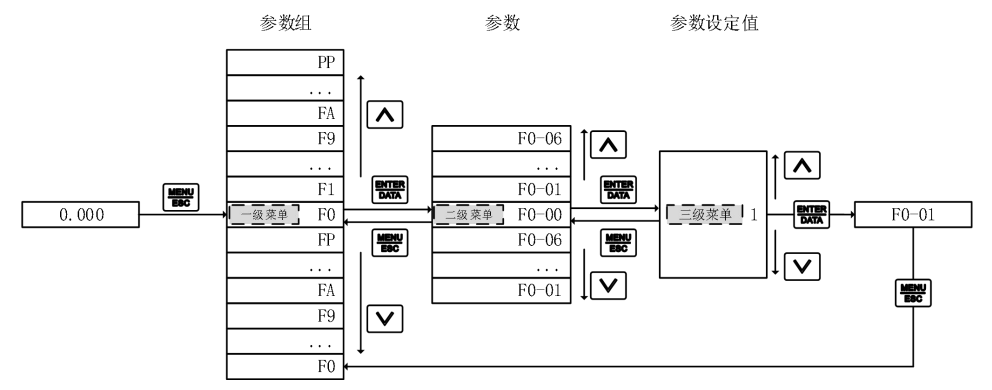 参数组 参数 参数设定值
PP
...
FA
F9
...
F1
一级菜单 F0
FP
...
FA
F9
...
F0
MENU
ESC
0.000
ENTER
DATA
MENU
ESC
F0-06
...
F0-01
二级菜单 F0-00
F0-06
...
F0-01
ENTER
DATA
MENU
ESC
三级菜单 1
ENTER
DATA
F0-01
MENU
ESC